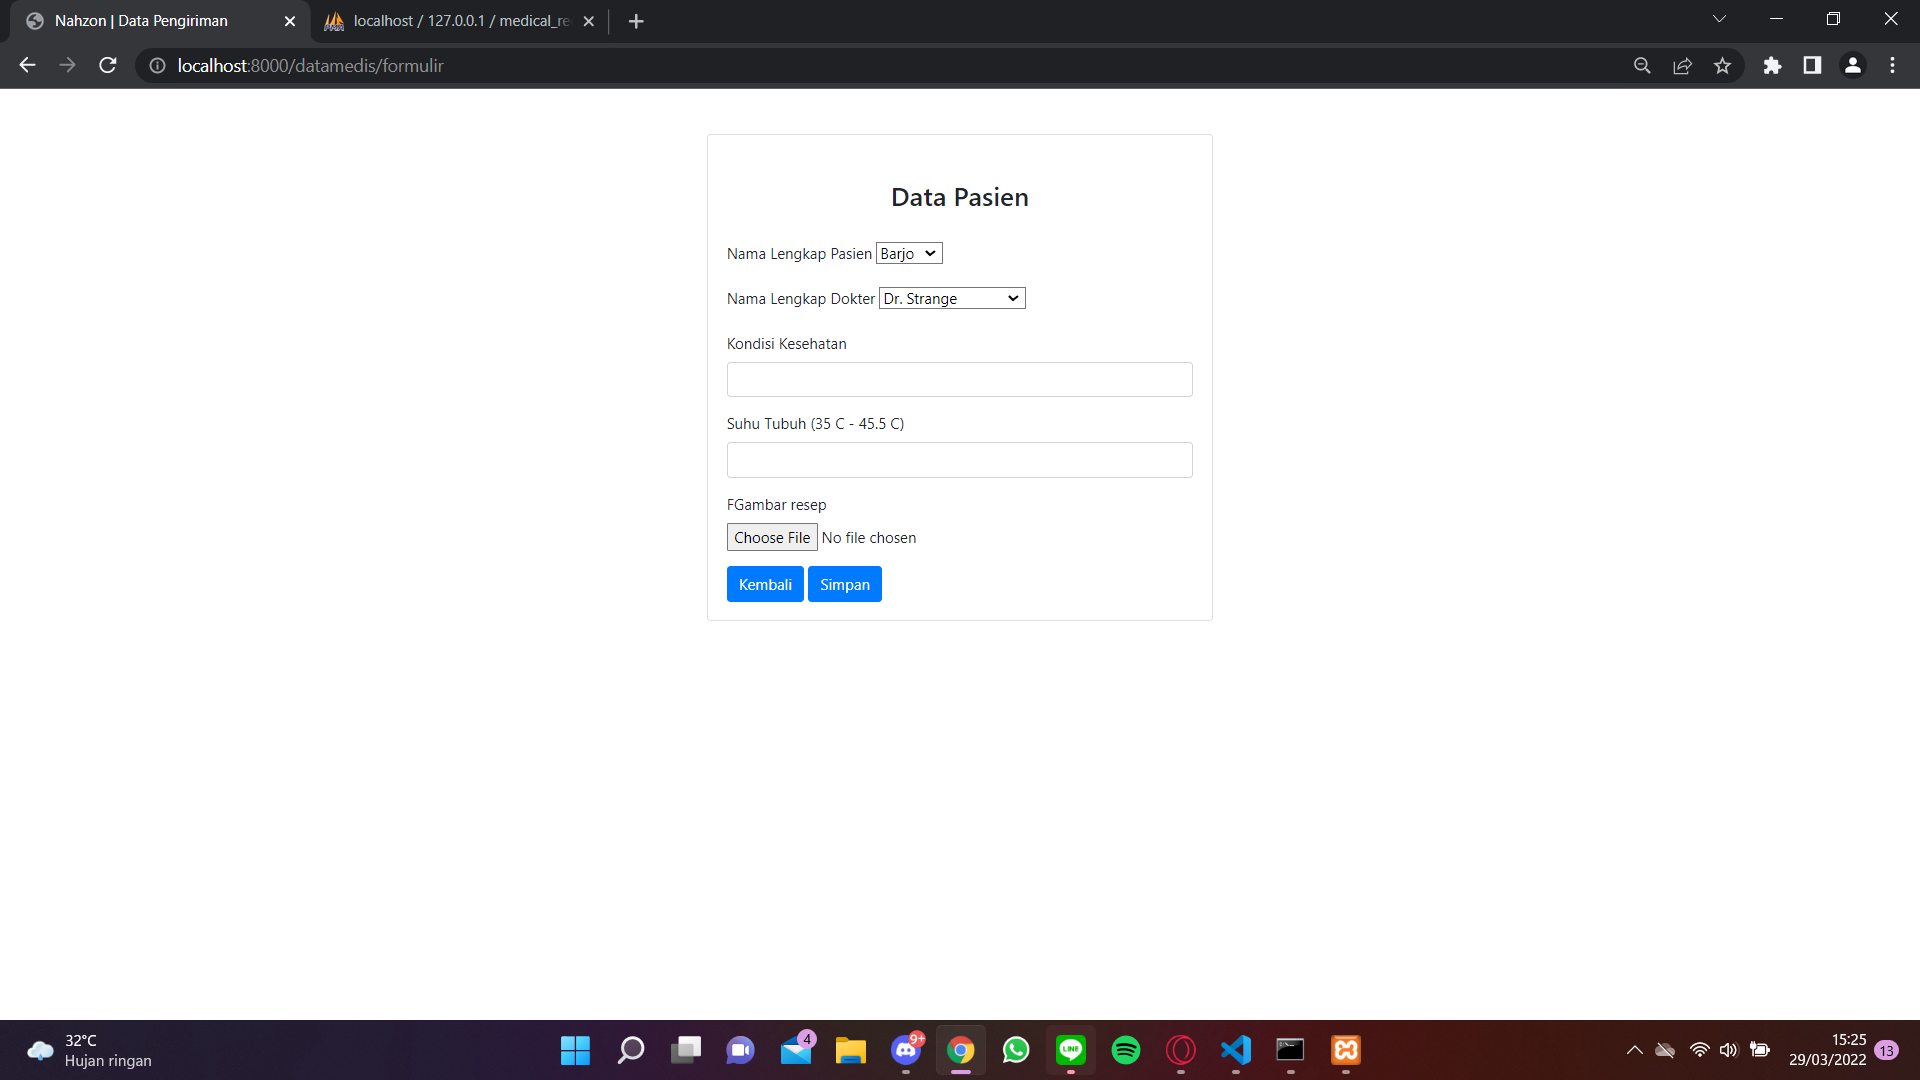 Nahzon | Data Pengiriman
localhost / 127.0.0.1 / medical_re
localhost:8000/datamedis/formulir
Data Pasien
Nama Lengkap Pasien Barjo
Nama Lengkap Dokter Dr. Strange
Kondisi Kesehatan
Suhu Tubuh (35 C - 45.5 C)
FGambar resep
Choose File No file chosen
Kembali Simpan
32°C
Hujan ringan
4
9+
LINE
15:25
29/03/2022
13